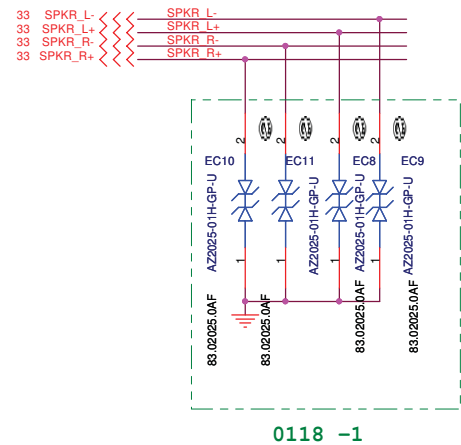 33 SPKR_L- SPKR_L-
33 SPKR_L+ SPKR_L+
33 SPKR_R- SPKR_R-
33 SPKR_R+ SPKR_R+
2 2 2 2
EC10 EC11 EC8 EC9
AZ2025-01H-GP-U
AZ2025-01H-GP-U
AZ2025-01H-GP-U
AZ2025-01H-GP-U
1 1 1 1
83.02025.0AF
83.02025.0AF
83.02025.0AF
83.02025.0AF
0118 -1